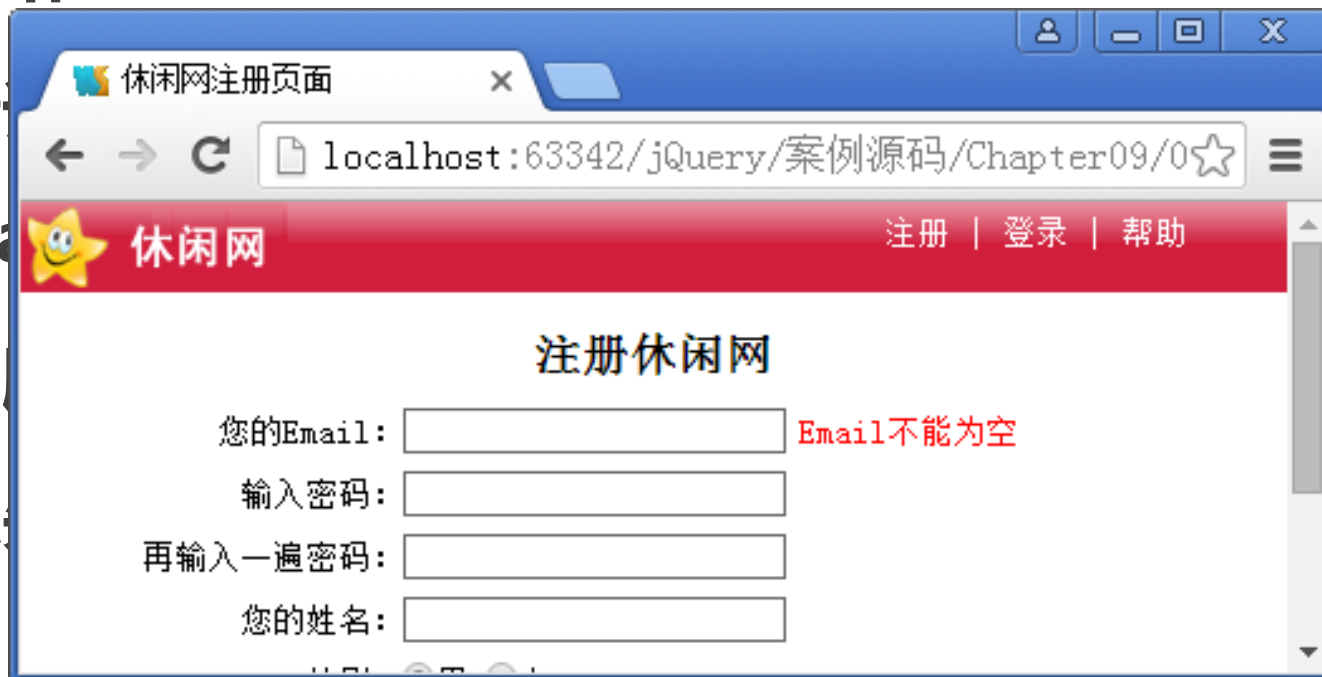 休闲网注册页面
localhost:63342/jQuery/案例源码/Chapter09/0
休闲网
注册 | 登录 | 帮助
注册休闲网
您的Email:
Email不能为空
输入密码:
再输入一遍密码:
您的姓名: